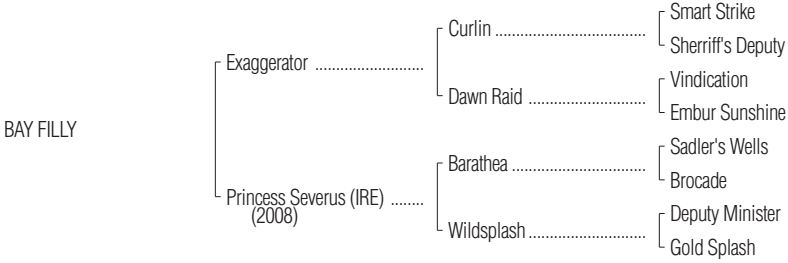 Smart Strike
Curlin ....................................
Sherriff's Deputy
Exaggerator ..........................
Vindication
Dawn Raid ............................
Embur Sunshine
BAY FILLY
Sadler's Wells
Barathea ................................
Brocade
Princess Severus (IRE) ........
(2008)
Deputy Minister
Wildsplash ............................
Gold Splash